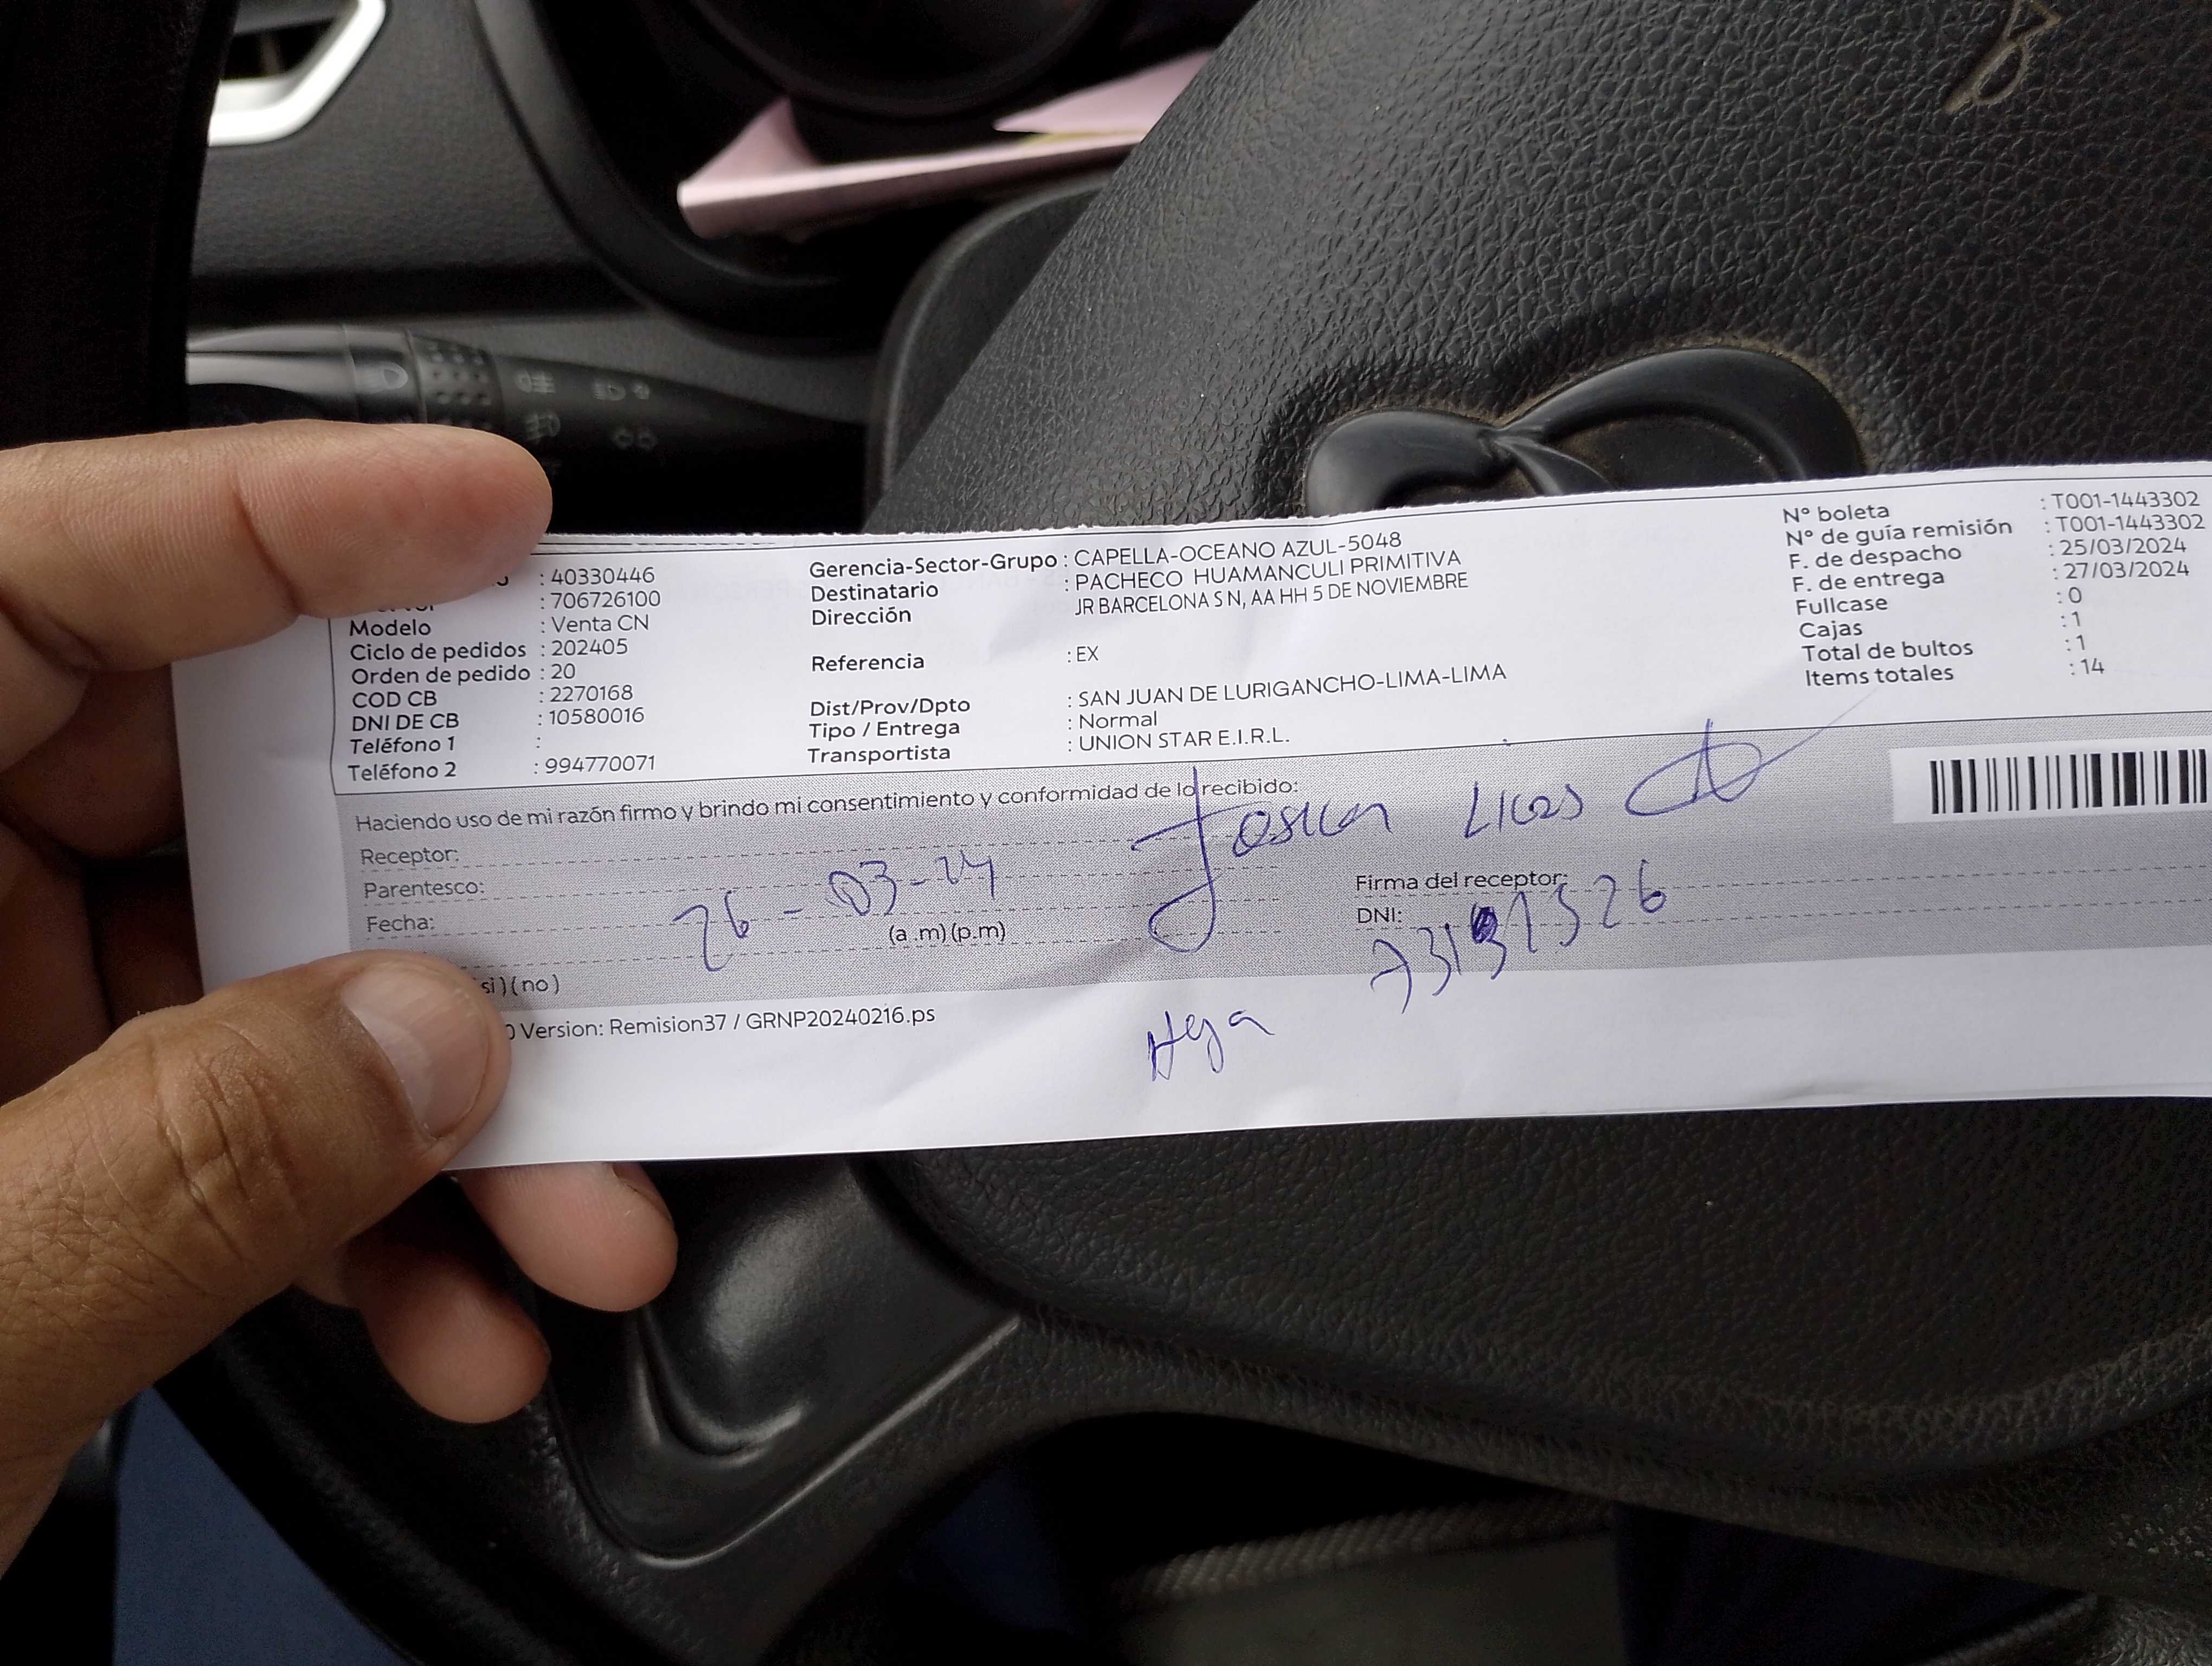 : 40330446
: 706726100
Modelo : Venta CN
Ciclo de pedidos : 202405
Orden de pedido : 20
COD CB : 2270168
DNI DE CB : 10580016
Teléfono 1 :
Teléfono 2 : 994770071
Gerencia-Sector-Grupo : CAPELLA-OCEANO AZUL-5048
Destinatario : PACHECO HUAMANCULI PRIMITIVA
Dirección JR BARCELONA S N, AA HH 5 DE NOVIEMBRE
Referencia : EX
Dist/Prov/Dpto : SAN JUAN DE LURIGANCHO-LIMA-LIMA
Tipo / Entrega : Normal
Transportista : UNION STAR E.I.R.L.
N° boleta : T001-1443302
N° de guía remisión : T001-1443302
F. de despacho : 25/03/2024
F. de entrega : 27/03/2024
Fullcase : 0
Cajas : 1
Total de bultos : 1
Items totales : 14
Haciendo uso de mi razón firmo y brindo mi consentimiento y conformidad de lo recibido:
Receptor:
Parentesco:
Fecha: 26-03-24
(a .m) (p.m)
Firma del receptor:
DNI:
si ) ( no )
Version: Remision37 / GRNP20240216.ps